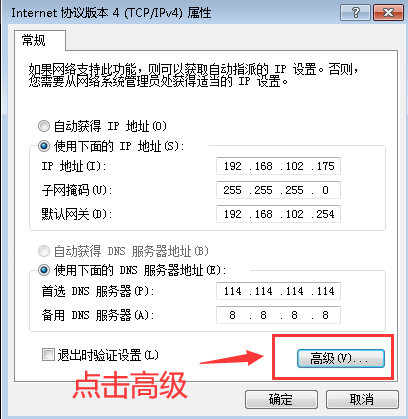 Internet 协议版本 4 (TCP/IPv4) 属性
常规
如果网络支持此功能，则可以获取自动指派的 IP 设置。否则，
您需要从网络系统管理员处获得适当的 IP 设置。
自动获得 IP 地址(O)
使用下面的 IP 地址(S):
IP 地址(I): 192 .168 .102 .175
子网掩码(U): 255 .255 .255 . 0
默认网关(D): 192 .168 .102 .254
自动获得 DNS 服务器地址(B)
使用下面的 DNS 服务器地址(E):
首选 DNS 服务器(P): 114 .114 .114 .114
备用 DNS 服务器(A): 8 . 8 . 8 . 8
退出时验证设置(L)
高级(V)...
点击高级
确定 取消